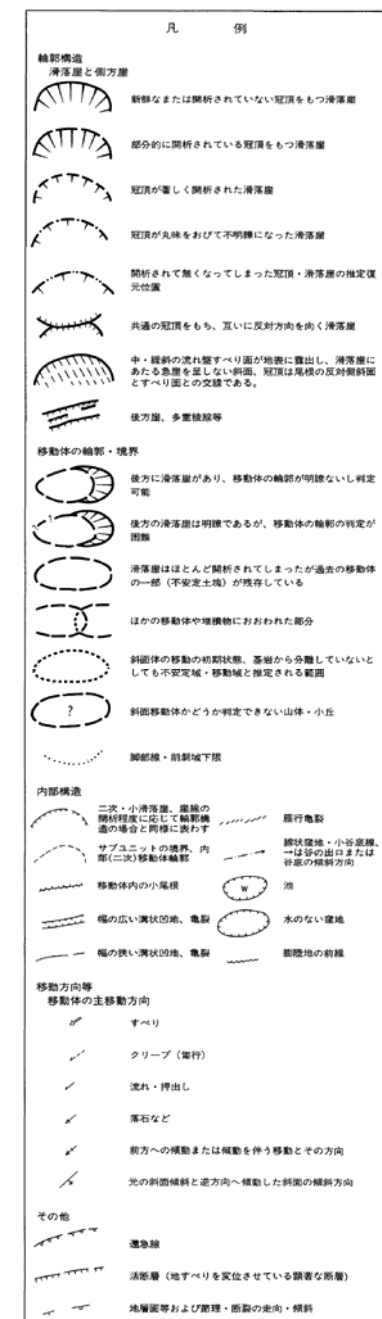 凡 例
輪郭構造
滑落崖と側方崖
新鮮なまたは開析されていない冠頂をもつ滑落崖
部分的に開析されている冠頂をもつ滑落崖
冠頂が著しく開析された滑落崖
冠頂が丸味をおびて不明瞭になった滑落崖
開析されて無くなってしまった冠頂・滑落崖の推定復
元位置
共通の冠頂をもち、互いに反対方向を向く滑落崖
中・緩斜の流れ盤すべり面が地表に露出し、滑落崖に
あたる急崖を呈しない斜面、冠頂は尾根の反対側斜面
とすべり面との交線である。
後方崖、多重稜線等
移動体の輪郭・境界
後方に滑落崖があり、移動体の輪郭が明瞭ないし判定
可能
後方の滑落崖は明瞭であるが、移動体の輪郭の判定が
困難
滑落崖はほとんど開析されてしまったが過去の移動体
の一部（不安定土塊）が残存している
ほかの移動体や堆積物におおわれた部分
斜面体の移動の初期状態、基岩から分離していないと
しても不安定域・移動域と推定される範囲
?
斜面移動体かどうか判定できない山体・小丘
脚部線・前縁域下限
内部構造
二次・小滑落崖、崖線の
開析程度に応じて輪郭構
造の場合と同様に表わす
雁行亀裂
サブユニットの境界、内
部(二次)移動体輪郭
線状窪地・小谷底線、
→は谷の出口または
谷底の傾斜方向
移動体内の小尾根
W
池
幅の広い溝状凹地、亀裂
水のない窪地
幅の狭い溝状凹地、亀裂
膨隆地の前線
移動方向等
移動体の主移動方向
すべり
クリープ（匍行）
流れ・押出し
落石など
前方への傾動または傾動を伴う移動とその方向
元の斜面傾斜と逆方向へ傾動した斜面の傾斜方向
その他
遷急線
活断層（地すべりを変位させている顕著な断層）
地層面等および節理・断裂の走向・傾斜